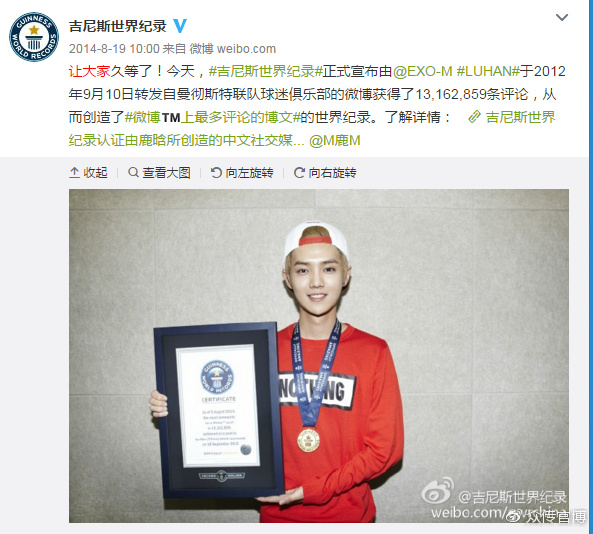 吉尼斯世界纪录
2014-8-19 10:00 来自 微博 weibo.com
让大家久等了！今天，#吉尼斯世界纪录#正式宣布由@EXO-M #LUHAN#于2012
年9月10日转发自曼彻斯特联队球迷俱乐部的微博获得了13,162,859条评论，从
而创造了#微博™上最多评论的博文#的世界纪录。了解详情： 吉尼斯世界
纪录认证由鹿晗所创造的中文社交媒... @M鹿M
收起 查看大图 向左旋转 向右旋转
GUINNESS
WORLD RECORDS
CERTIFICATE
NOTHING
@吉尼斯世界纪录
weibo.com/
众传官博